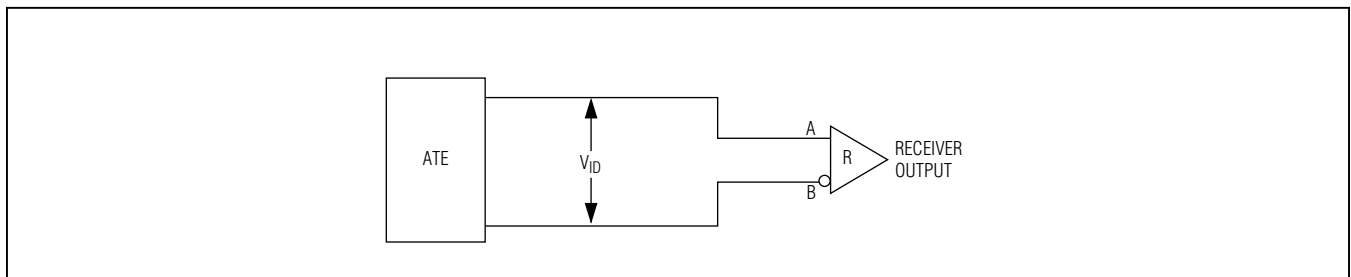 ATE
V_ID
A
B
R
RECEIVER
OUTPUT